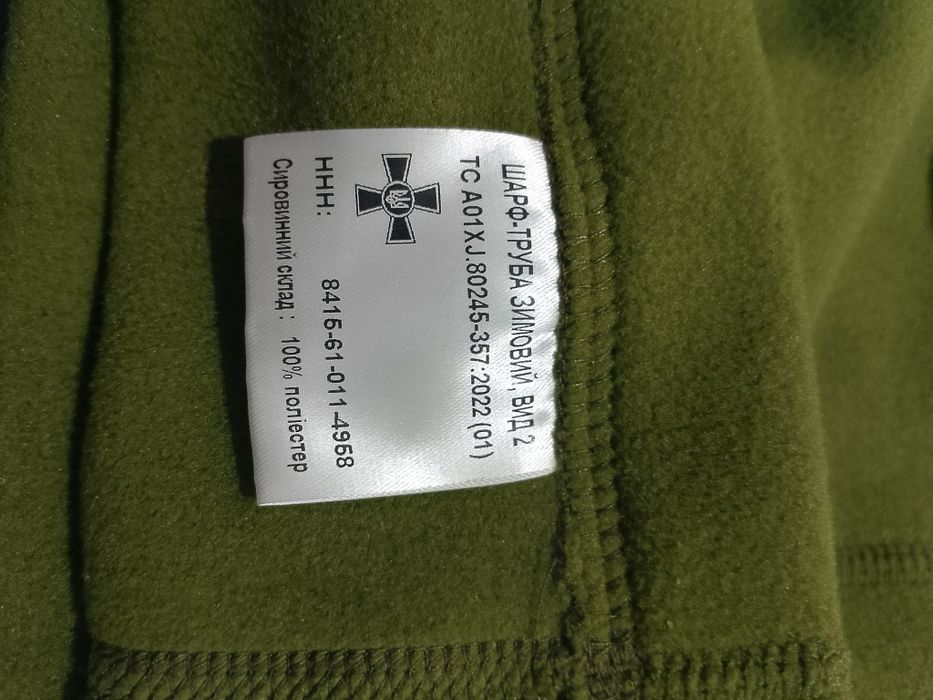 ШАРФ-ТРУБА ЗИМОВИЙ, ВИД 2
ТС А01XJ.80245-357:2022 (01)
ННН: 8415-61-011-4958
Сировинний склад : 100% поліестер